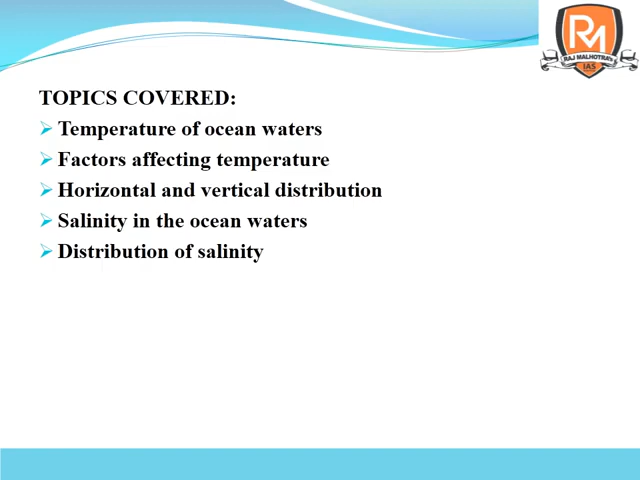 RM
RAJ MALHOTRA's
IAS
TOPICS COVERED:
Temperature of ocean waters
Factors affecting temperature
Horizontal and vertical distribution
Salinity in the ocean waters
Distribution of salinity